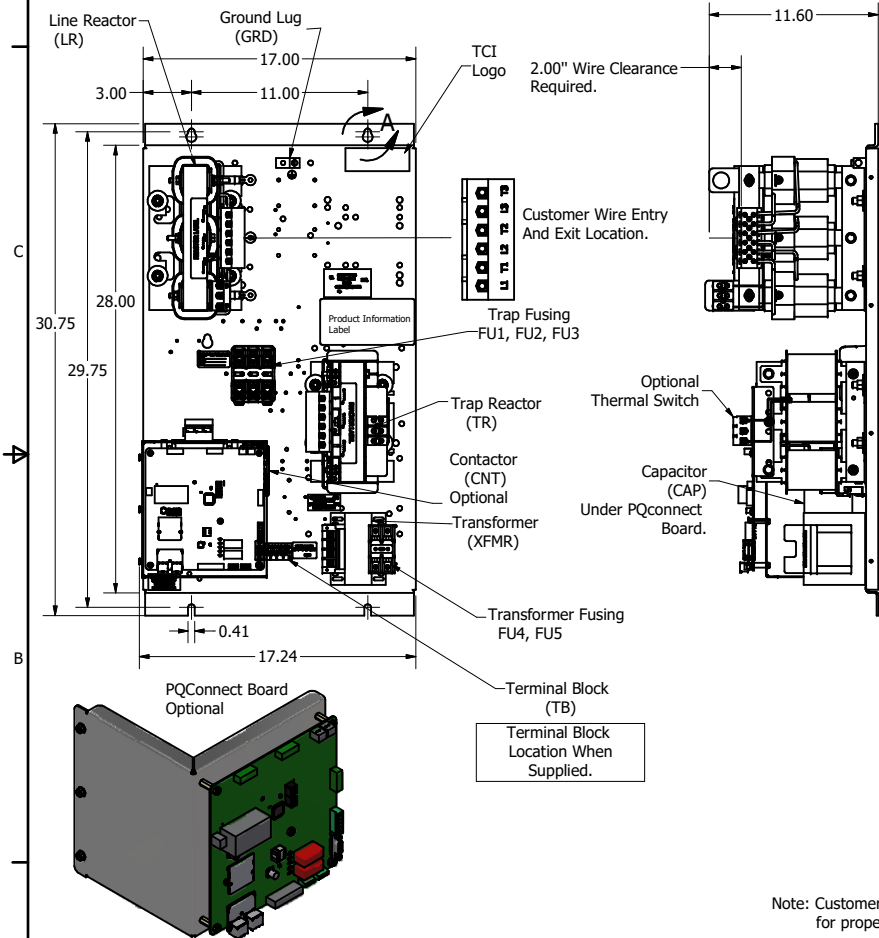 Line Reactor
(LR)
Ground Lug
(GRD)
17.00
3.00
11.00
TCI
Logo
2.00" Wire Clearance
Required.
11.60
A
C
T3
L3
T2
L2
T1
L1
Customer Wire Entry
And Exit Location.
28.00
30.75
29.75
Product Information
Label
Trap Fusing
FU1, FU2, FU3
Trap Reactor
(TR)
Optional
Thermal Switch
Contactor
(CNT)
Optional
Transformer
(XFMR)
Capacitor
(CAP)
Under PQconnect
Board.
Transformer Fusing
FU4, FU5
0.41
17.24
B
PQConnect Board
Optional
Terminal Block
(TB)
Terminal Block
Location When
Supplied.
Note: Customer
for prope